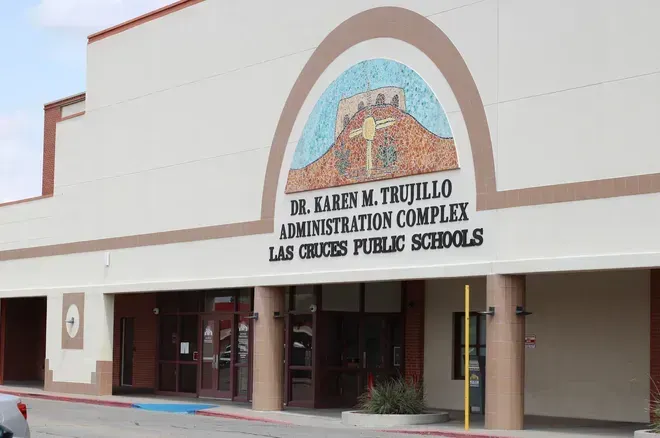 DR. KAREN M. TRUJILLO
ADMINISTRATION COMPLEX
LAS CRUCES PUBLIC SCHOOLS